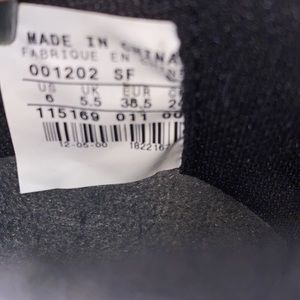 MADE IN CHINA
FABRIQUE EN
001202 SF
US UK EUR
6 5.5 38.5
115169 011 00
12-05-00